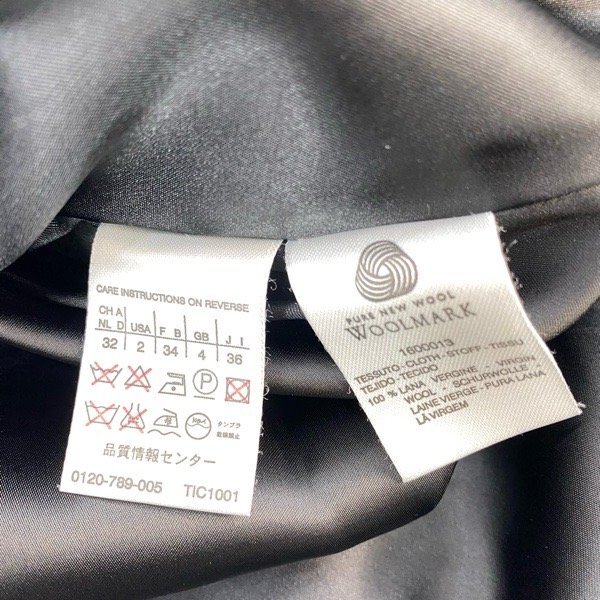 CARE INSTRUCTIONS ON REVERSE
CH A USA F B GB J I
NL D
32 2 34 4 36
P
タンブラ
乾燥禁止
品質情報センター
0120-789-005 TIC1001
PURE NEW WOOL
WOOLMARK
1600013
TESSUTO-CLOTH-STOFF-TISSU
TEJIDO-TECIDO
100 % LANA VERGINE VIRGIN
WOOL - SCHURWOLLE -
LAINE VIERGE-PURA LANA
LÃ VIRGEM